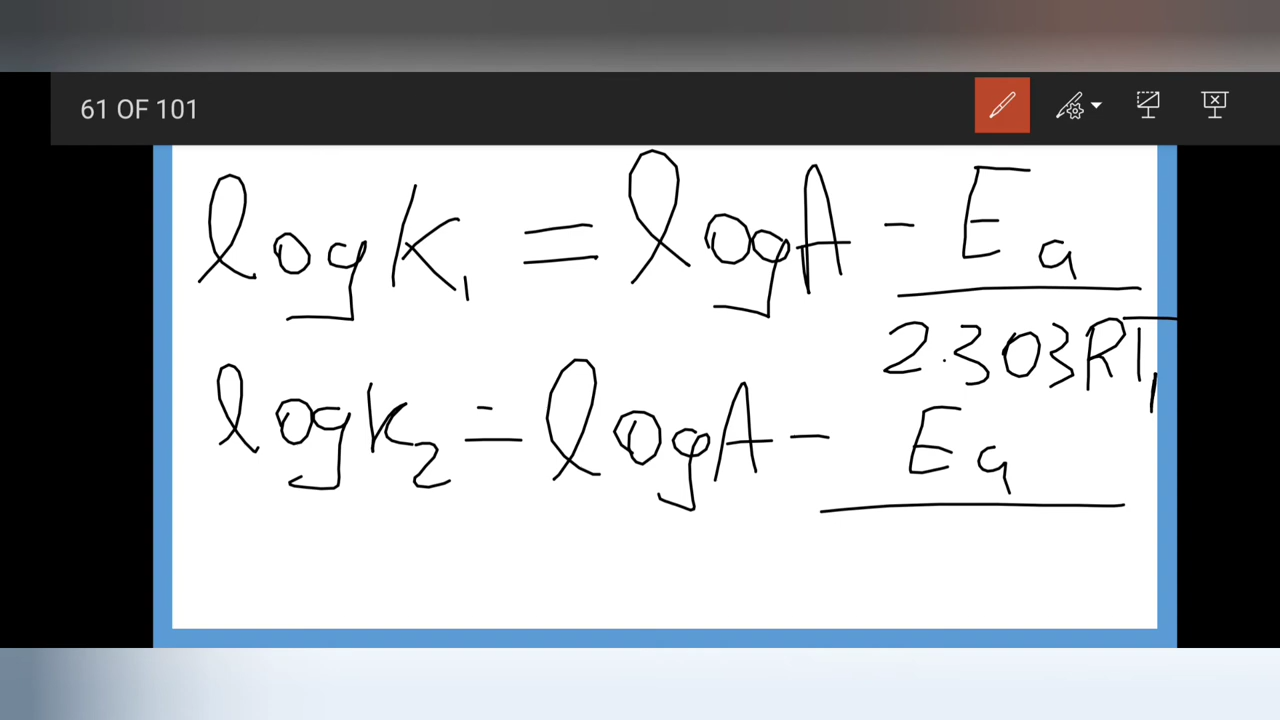 61 OF 101
log K₁ = log A - Eₐ / 2.303RT₁
log k₂ = log A - Eₐ